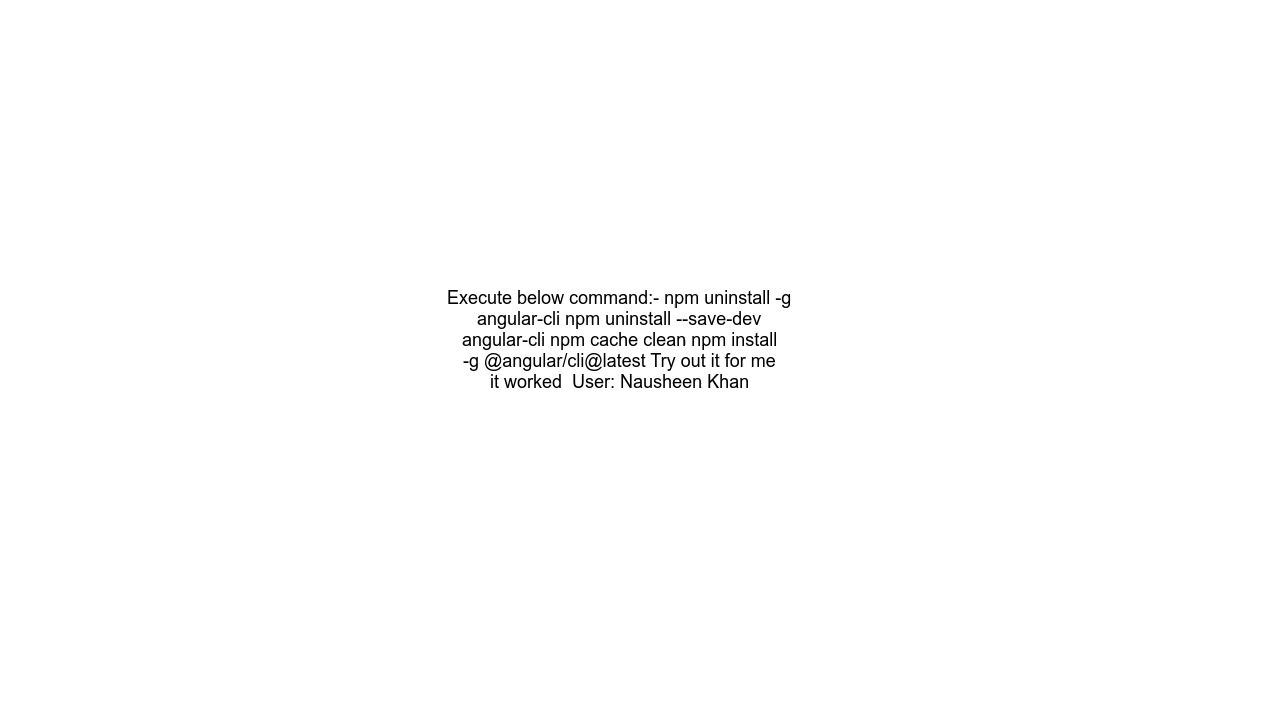 Execute below command:- npm uninstall -g
angular-cli npm uninstall --save-dev
angular-cli npm cache clean npm install
-g @angular/cli@latest Try out it for me
it worked  User: Nausheen Khan